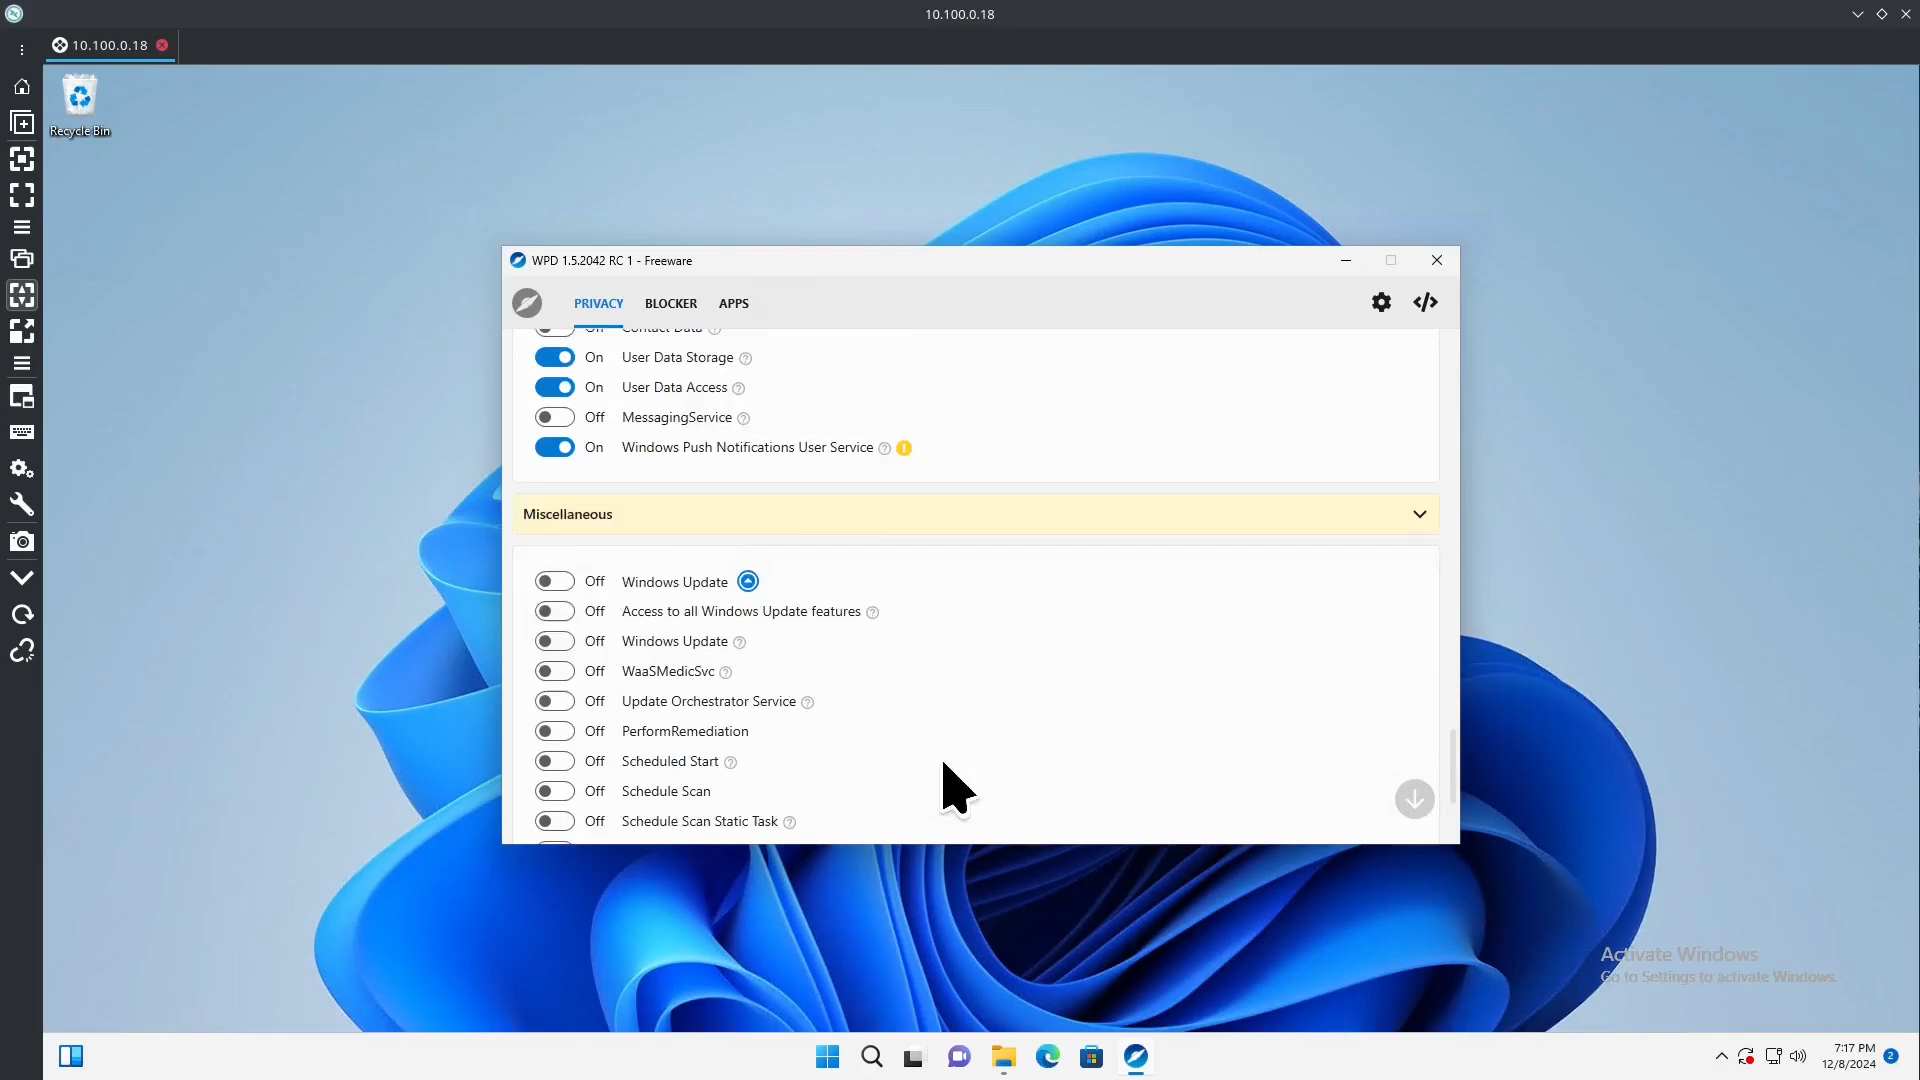 10.100.0.18
10.100.0.18
Recycle Bin
WPD 1.5.2042 RC 1 - Freeware
PRIVACY BLOCKER APPS
Off Contact Data
On User Data Storage
On User Data Access
Off MessagingService
On Windows Push Notifications User Service
Miscellaneous
Off Windows Update
Off Access to all Windows Update features
Off Windows Update
Off WaaSMedicSvc
Off Update Orchestrator Service
Off PerformRemediation
Off Scheduled Start
Off Schedule Scan
Off Schedule Scan Static Task
Activate Windows
Go to Settings to activate Windows.
7:17 PM
12/8/2024
2